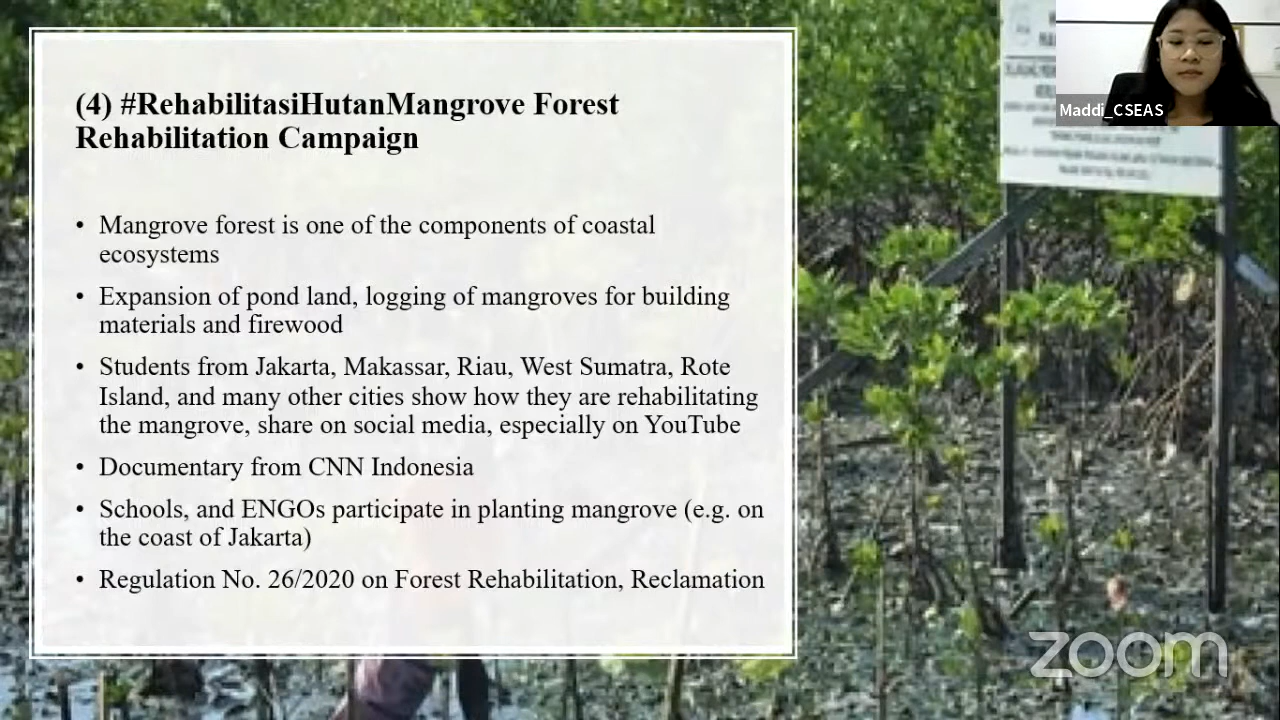 (4) #RehabilitasiHutanMangrove Forest
Rehabilitation Campaign
• Mangrove forest is one of the components of coastal
ecosystems
• Expansion of pond land, logging of mangroves for building
materials and firewood
• Students from Jakarta, Makassar, Riau, West Sumatra, Rote
Island, and many other cities show how they are rehabilitating
the mangrove, share on social media, especially on YouTube
• Documentary from CNN Indonesia
• Schools, and ENGOs participate in planting mangrove (e.g. on
the coast of Jakarta)
• Regulation No. 26/2020 on Forest Rehabilitation, Reclamation
Maddi_CSEAS
zoom